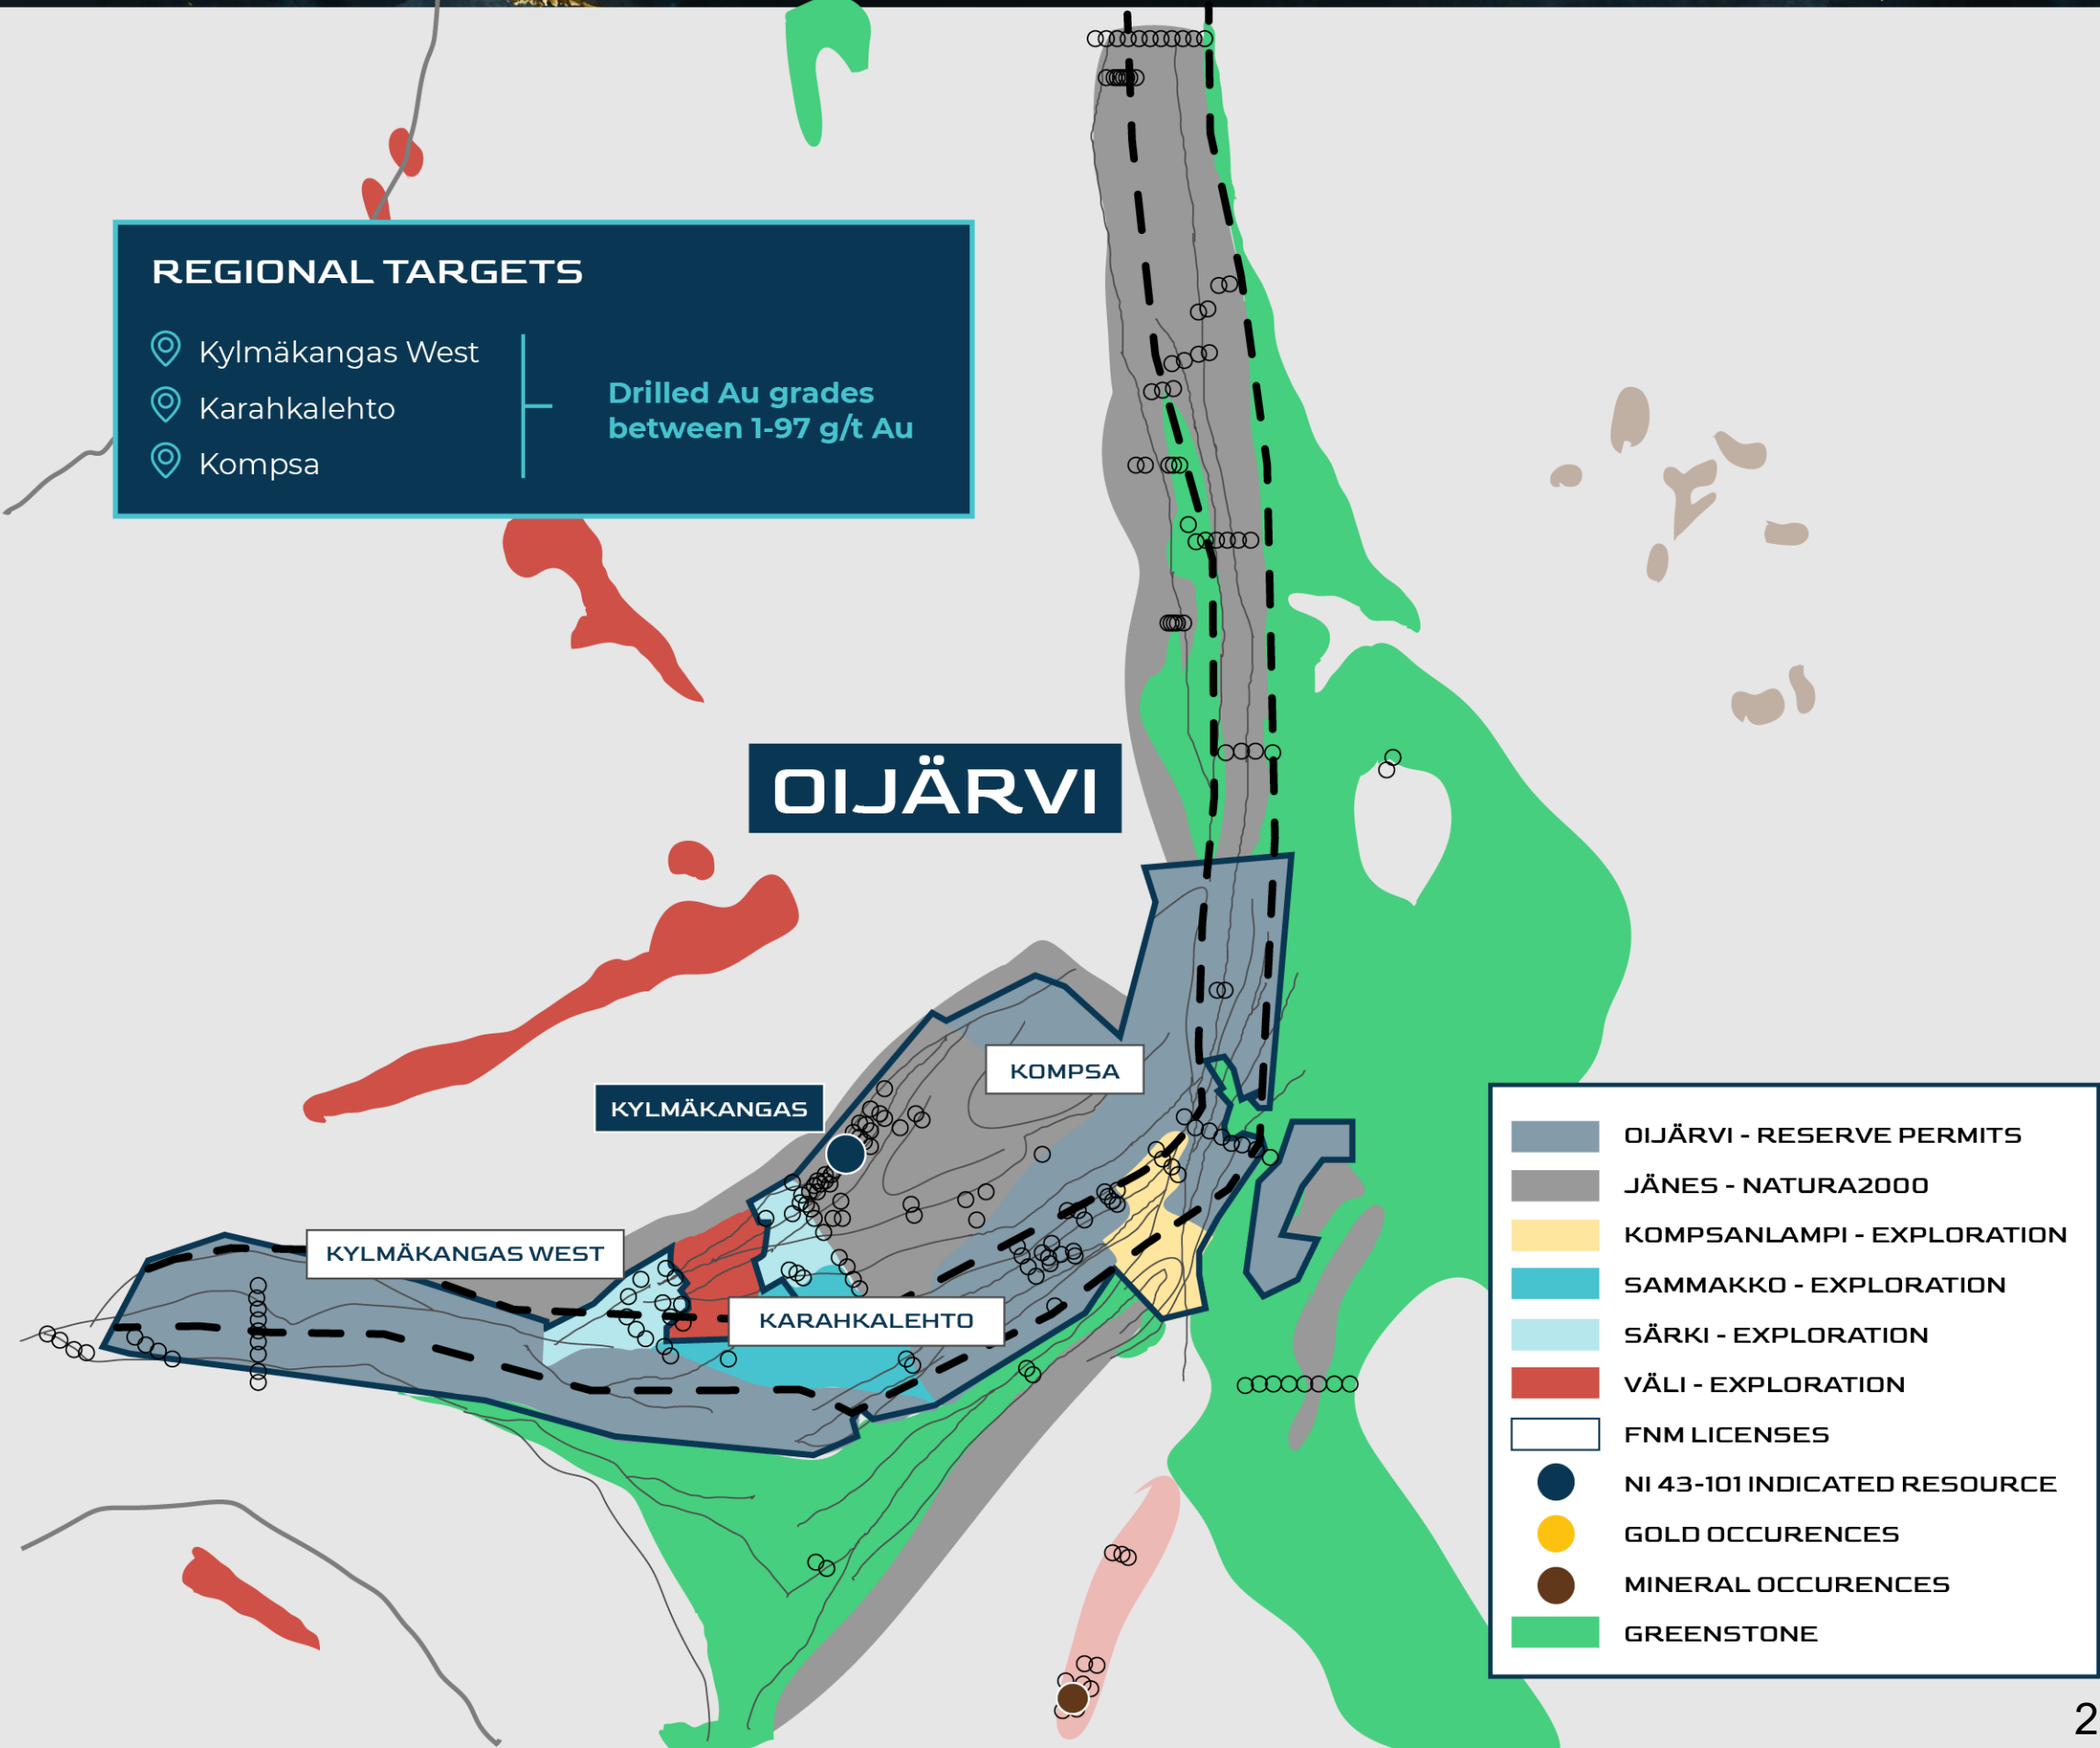 REGIONAL TARGETS
Kylmäkangas West
Karahkalehto
Kompsa
Drilled Au grades
between 1-97 g/t Au
OIJÄRVI
KOMPSA
KYLMÄKANGAS
KYLMÄKANGAS WEST
KARAHKALEHTO
OIJÄRVI - RESERVE PERMITS
JÄNES - NATURA2000
KOMPSANLAMPI - EXPLORATION
SAMMAKKO - EXPLORATION
SÄRKI - EXPLORATION
VÄLI - EXPLORATION
FNM LICENSES
NI 43-101 INDICATED RESOURCE
GOLD OCCURENCES
MINERAL OCCURENCES
GREENSTONE
2